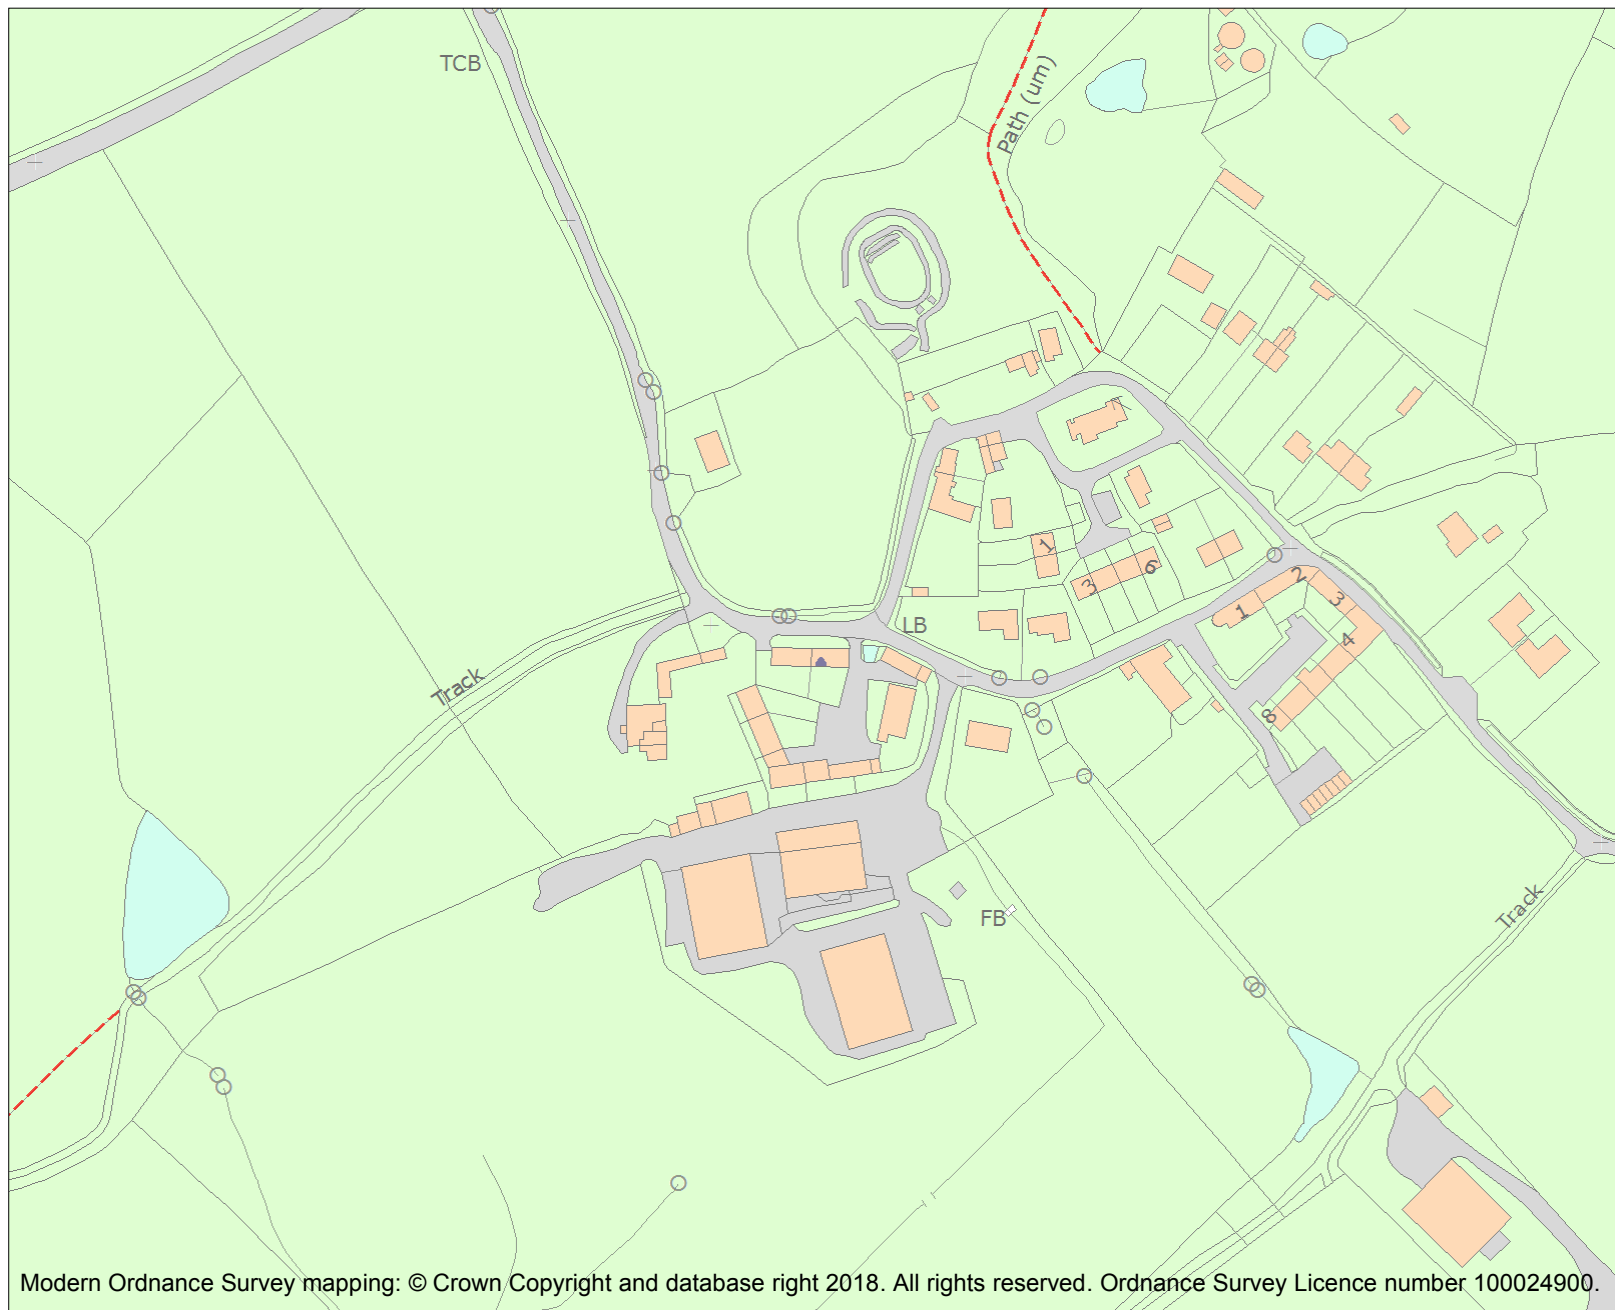 TCB
Path (um)
1
3
6
LB
1
2
3
4
8
Track
FB
Track
Modern Ordnance Survey mapping: © Crown Copyright and database right 2018. All rights reserved. Ordnance Survey Licence number 100024900.